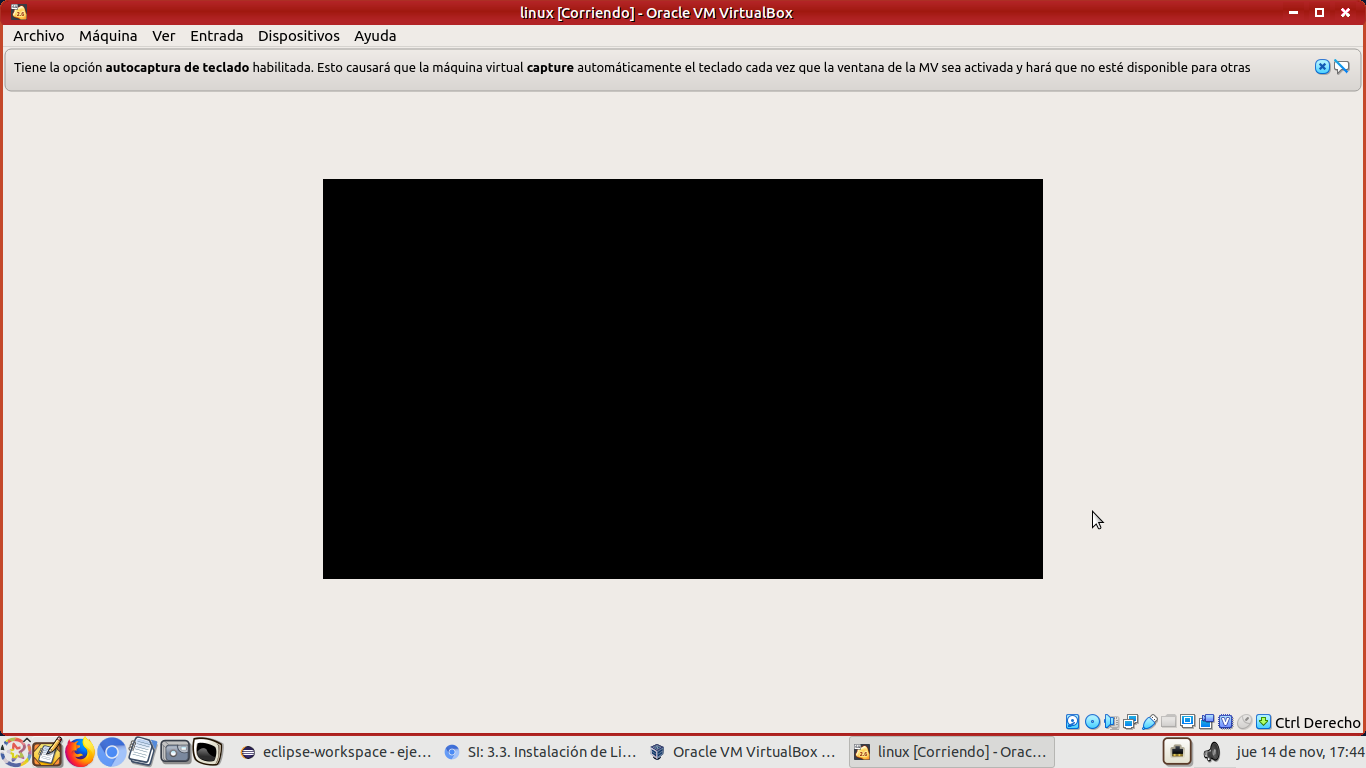 linux [Corriendo] - Oracle VM VirtualBox
Archivo Máquina Ver Entrada Dispositivos Ayuda
Tiene la opción autocaptura de teclado habilitada. Esto causará que la máquina virtual capture automáticamente el teclado cada vez que la ventana de la MV sea activada y hará que no esté disponible para otras
Ctrl Derecho
eclipse-workspace - eje... SI: 3.3. Instalación de Li... Oracle VM VirtualBox ... linux [Corriendo] - Orac... jue 14 de nov, 17:44